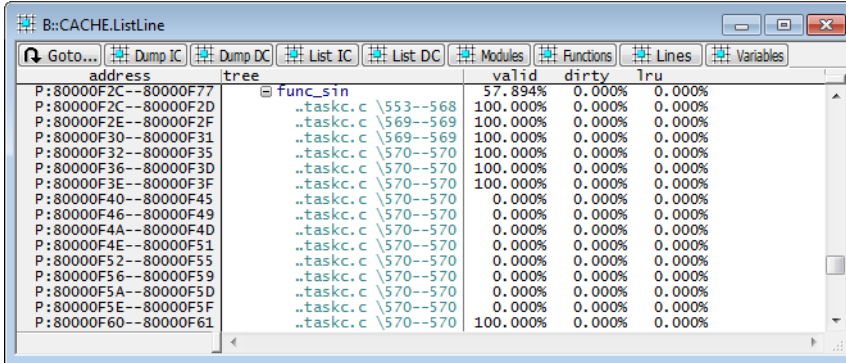 B::CACHE.ListLine
Goto... Dump IC Dump DC List IC List DC Modules Functions Lines Variables
address tree valid dirty lru
P:80000F2C--80000F77 func_sin 57.894% 0.000% 0.000%
P:80000F2C--80000F2D ..taskc.c \553--568 100.000% 0.000% 0.000%
P:80000F2E--80000F2F ..taskc.c \569--569 100.000% 0.000% 0.000%
P:80000F30--80000F31 ..taskc.c \569--569 100.000% 0.000% 0.000%
P:80000F32--80000F35 ..taskc.c \570--570 100.000% 0.000% 0.000%
P:80000F36--80000F3D ..taskc.c \570--570 100.000% 0.000% 0.000%
P:80000F3E--80000F3F ..taskc.c \570--570 100.000% 0.000% 0.000%
P:80000F40--80000F45 ..taskc.c \570--570 0.000% 0.000% 0.000%
P:80000F46--80000F49 ..taskc.c \570--570 0.000% 0.000% 0.000%
P:80000F4A--80000F4D ..taskc.c \570--570 0.000% 0.000% 0.000%
P:80000F4E--80000F51 ..taskc.c \570--570 0.000% 0.000% 0.000%
P:80000F52--80000F55 ..taskc.c \570--570 0.000% 0.000% 0.000%
P:80000F56--80000F59 ..taskc.c \570--570 0.000% 0.000% 0.000%
P:80000F5A--80000F5D ..taskc.c \570--570 0.000% 0.000% 0.000%
P:80000F5E--80000F5F ..taskc.c \570--570 0.000% 0.000% 0.000%
P:80000F60--80000F61 ..taskc.c \570--570 100.000% 0.000% 0.000%